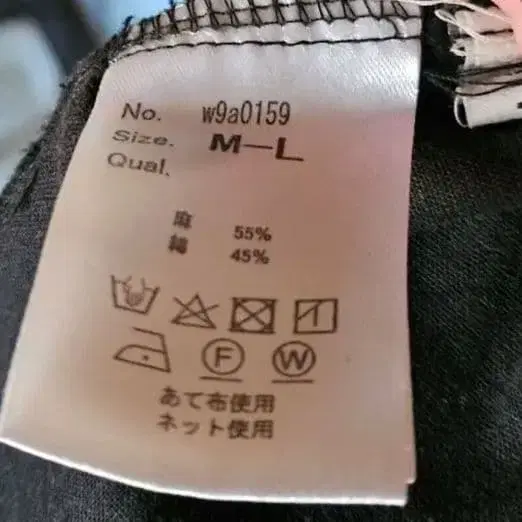 No. w9a0159
Size. M-L
Qual.
麻 55%
綿 45%
F W
あて布使用
ネット使用